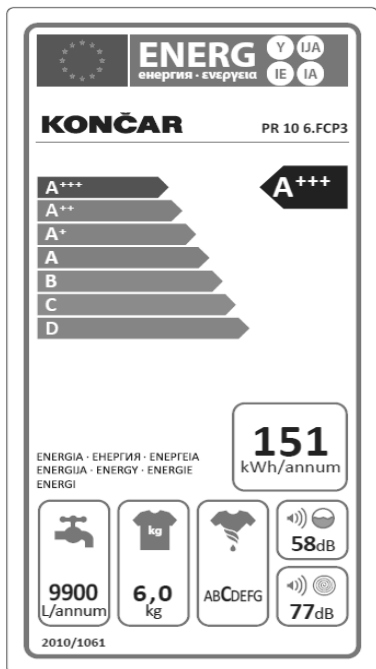 ENERG
енергия · ενεργεια
Y IJA
IE IA
KONČAR
PR 10 6.FCP3
A+++
A+++
A++
A+
A
B
C
D
151
kWh/annum
ENERGIA · ЕНЕРГИЯ · ΕΝΕΡΓΕΙΑ
ENERGIJA · ENERGY · ENERGIE
ENERGI
9900
L/annum
kg
6,0
kg
ABCDEFG
58dB
77dB
2010/1061